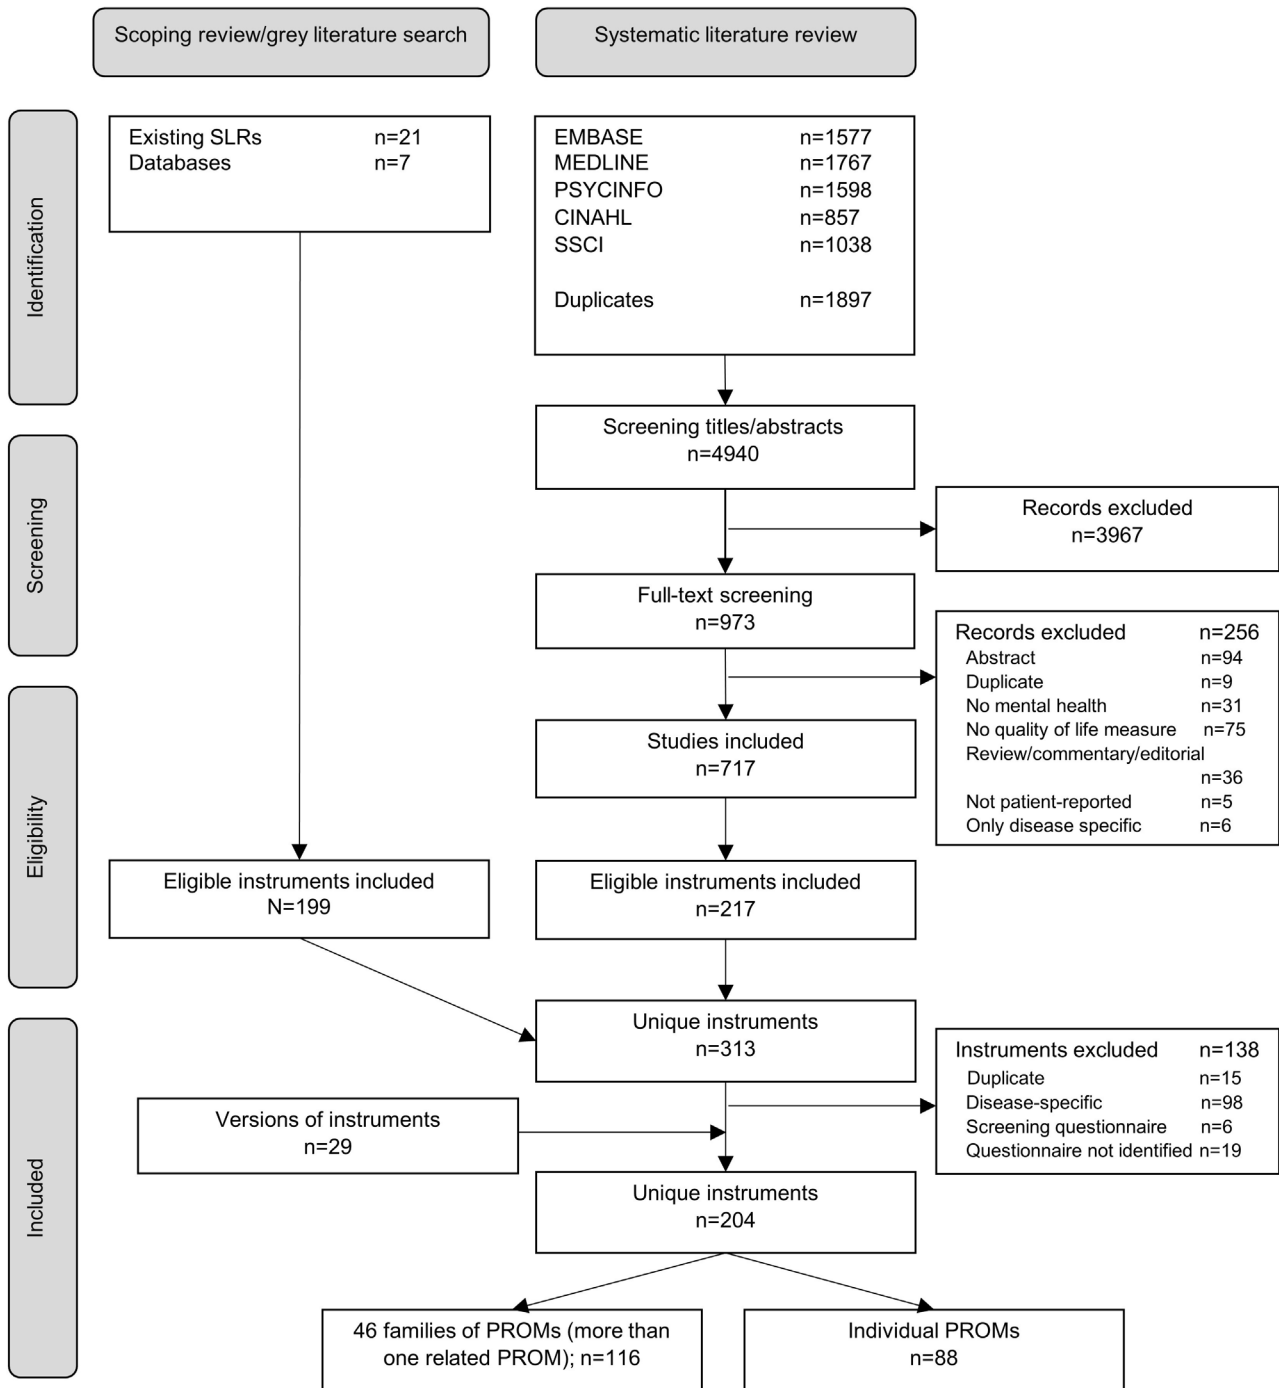 Scoping review/grey literature search
Systematic literature review
Identification
Existing SLRs n=21
Databases n=7
EMBASE n=1577
MEDLINE n=1767
PSYCINFO n=1598
CINAHL n=857
SSCI n=1038
Duplicates n=1897
Screening titles/abstracts
n=4940
Screening
Records excluded
n=3967
Full-text screening
n=973
Records excluded n=256
Abstract n=94
Duplicate n=9
No mental health n=31
No quality of life measure n=75
Review/commentary/editorial
n=36
Not patient-reported n=5
Only disease specific n=6
Eligibility
Studies included
n=717
Eligible instruments included
N=199
Eligible instruments included
n=217
Included
Unique instruments
n=313
Instruments excluded n=138
Duplicate n=15
Disease-specific n=98
Screening questionnaire n=6
Questionnaire not identified n=19
Versions of instruments
n=29
Unique instruments
n=204
46 families of PROMs (more than
one related PROM); n=116
Individual PROMs
n=88